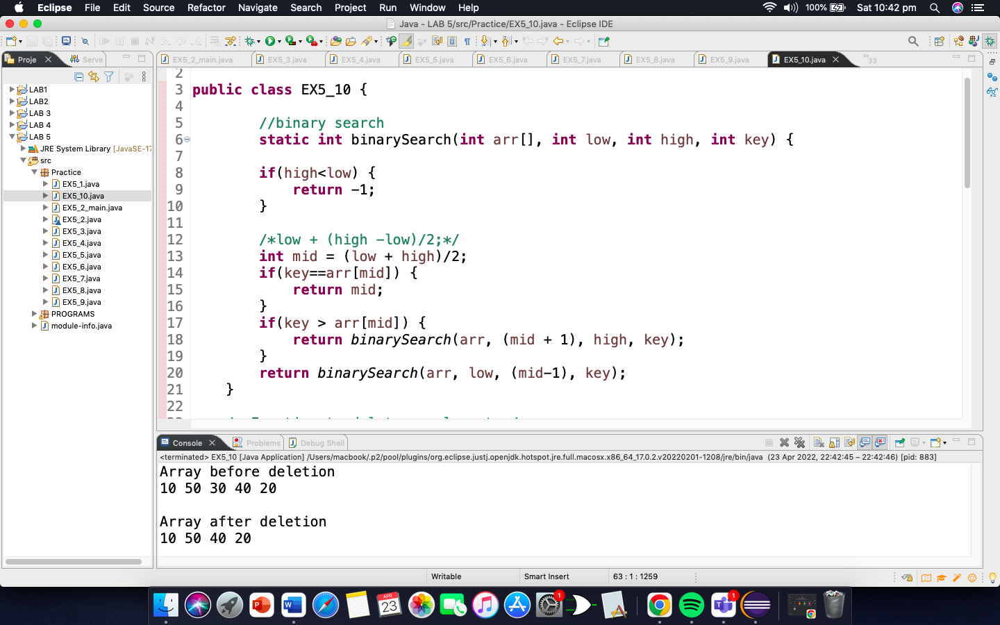 Eclipse File Edit Source Refactor Navigate Search Project Run Window Help 100% Sat 10:42 pm
Java - LAB 5/src/Practice/EX5_10.java - Eclipse IDE
Proje Serve
EX5_2_main.java EX5_3.java EX5_4.java EX5_5.java EX5_6.java EX5_7.java EX5_8.java EX5_9.java EX5_10.java 33
LAB1
LAB2
LAB 3
LAB 4
LAB 5
JRE System Library [JavaSE-17
src
Practice
EX5_1.java
EX5_10.java
EX5_2_main.java
EX5_2.java
EX5_3.java
EX5_4.java
EX5_5.java
EX5_6.java
EX5_7.java
EX5_8.java
EX5_9.java
PROGRAMS
module-info.java
2
3 public class EX5_10 {
4
5 //binary search
6 static int binarySearch(int arr[], int low, int high, int key) {
7
8 if(high<low) {
9 return -1;
10 }
11
12 /*low + (high -low)/2;*/
13 int mid = (low + high)/2;
14 if(key==arr[mid]) {
15 return mid;
16 }
17 if(key > arr[mid]) {
18 return binarySearch(arr, (mid + 1), high, key);
19 }
20 return binarySearch(arr, low, (mid-1), key);
21 }
22
Console Problems Debug Shell
<terminated> EX5_10 [Java Application] /Users/macbook/.p2/pool/plugins/org.eclipse.justj.openjdk.hotspot.jre.full.macosx.x86_64_17.0.2.v20220201-1208/jre/bin/java (23 Apr 2022, 22:42:45 – 22:42:46) [pid: 883]
Array before deletion
10 50 30 40 20
Array after deletion
10 50 40 20
Writable Smart Insert 63 : 1 : 1259
P W APR 23 1 1